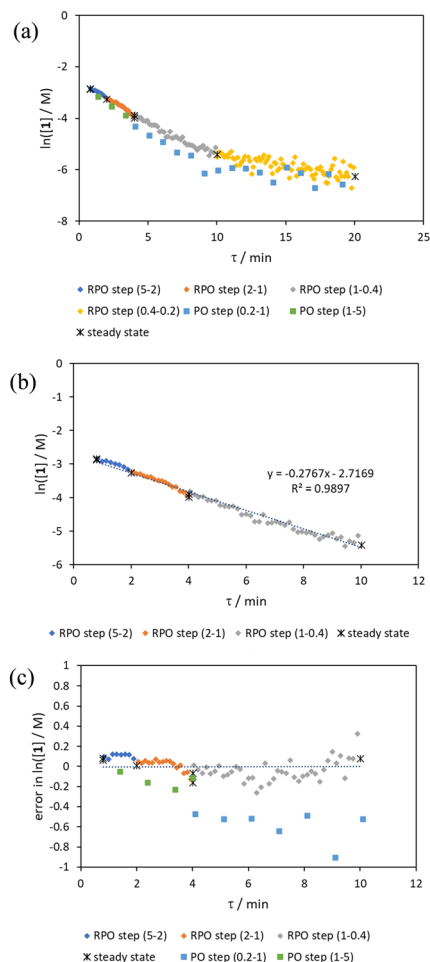 (a)
0
-2
-4
-6
-8
ln([1] / M)
0 5 10 15 20 25
τ / min
RPO step (5-2) RPO step (2-1) RPO step (1-0.4)
RPO step (0.4-0.2) PO step (0.2-1) PO step (1-5)
steady state
(b)
0
-1
-2
-3
-4
-5
-6
ln([1] / M)
y = -0.2767x - 2.7169
R² = 0.9897
0 2 4 6 8 10 12
τ / min
RPO step (5-2) RPO step (2-1) RPO step (1-0.4) steady state
(c)
1
0.8
0.6
0.4
0.2
0
-0.2
-0.4
-0.6
-0.8
-1
error in ln([1] / M)
0 2 4 6 8 10 12
τ / min
RPO step (5-2) RPO step (2-1) RPO step (1-0.4)
steady state PO step (0.2-1) PO step (1-5)